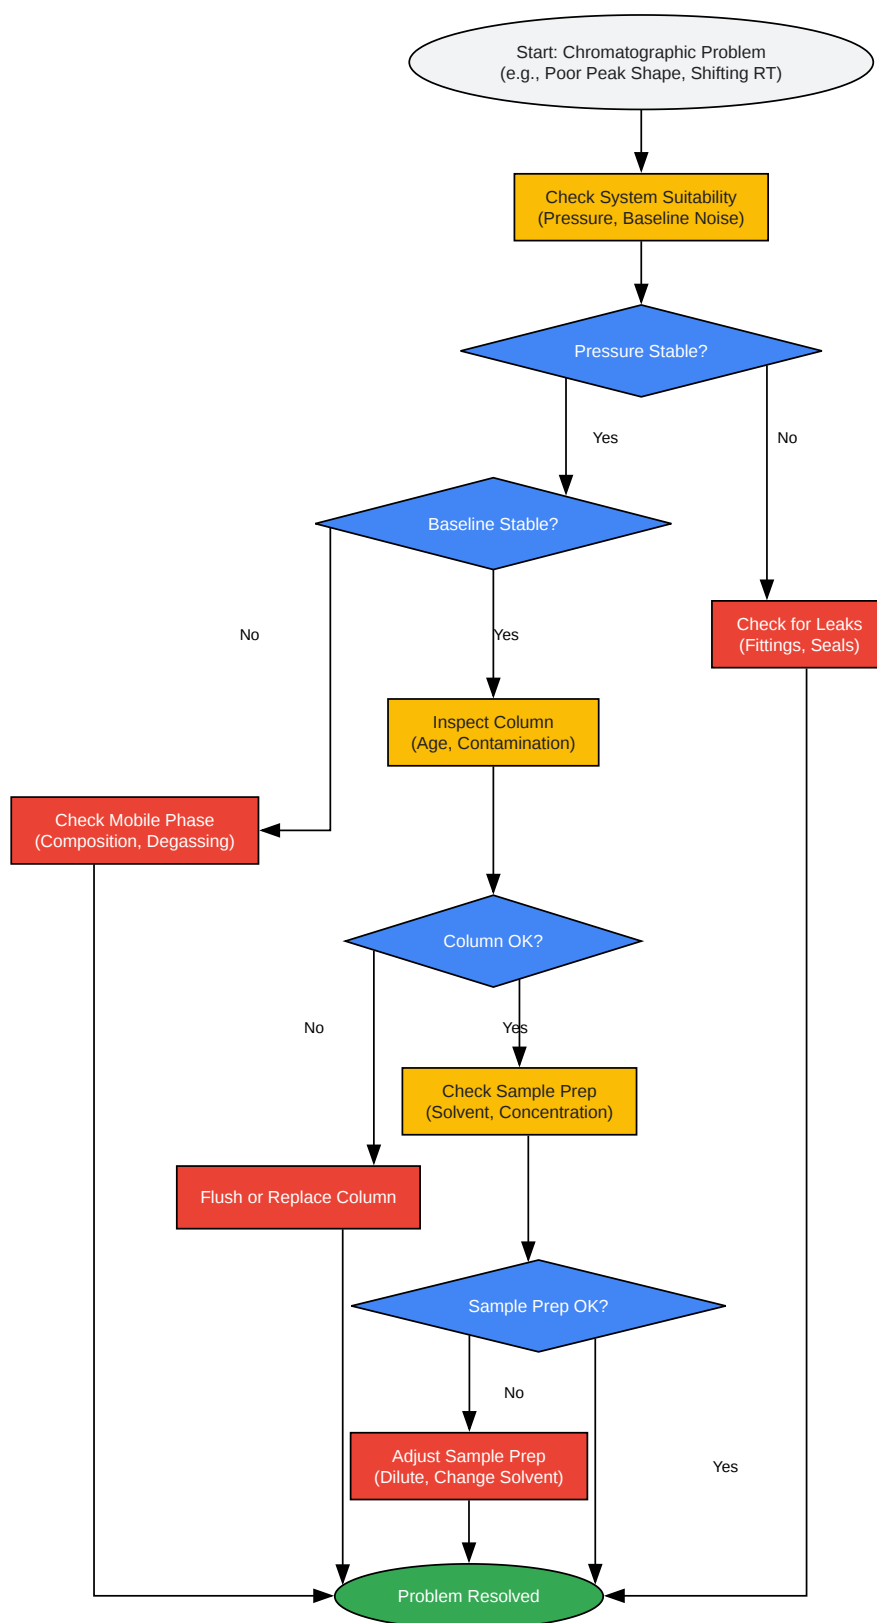 Start: Chromatographic Problem
(e.g., Poor Peak Shape, Shifting RT)
Check System Suitability
(Pressure, Baseline Noise)
Pressure Stable?
Yes
No
Baseline Stable?
No
Yes
Check for Leaks
(Fittings, Seals)
Inspect Column
(Age, Contamination)
Check Mobile Phase
(Composition, Degassing)
Column OK?
No
Yes
Check Sample Prep
(Solvent, Concentration)
Flush or Replace Column
Sample Prep OK?
No
Adjust Sample Prep
(Dilute, Change Solvent)
Yes
Problem Resolved